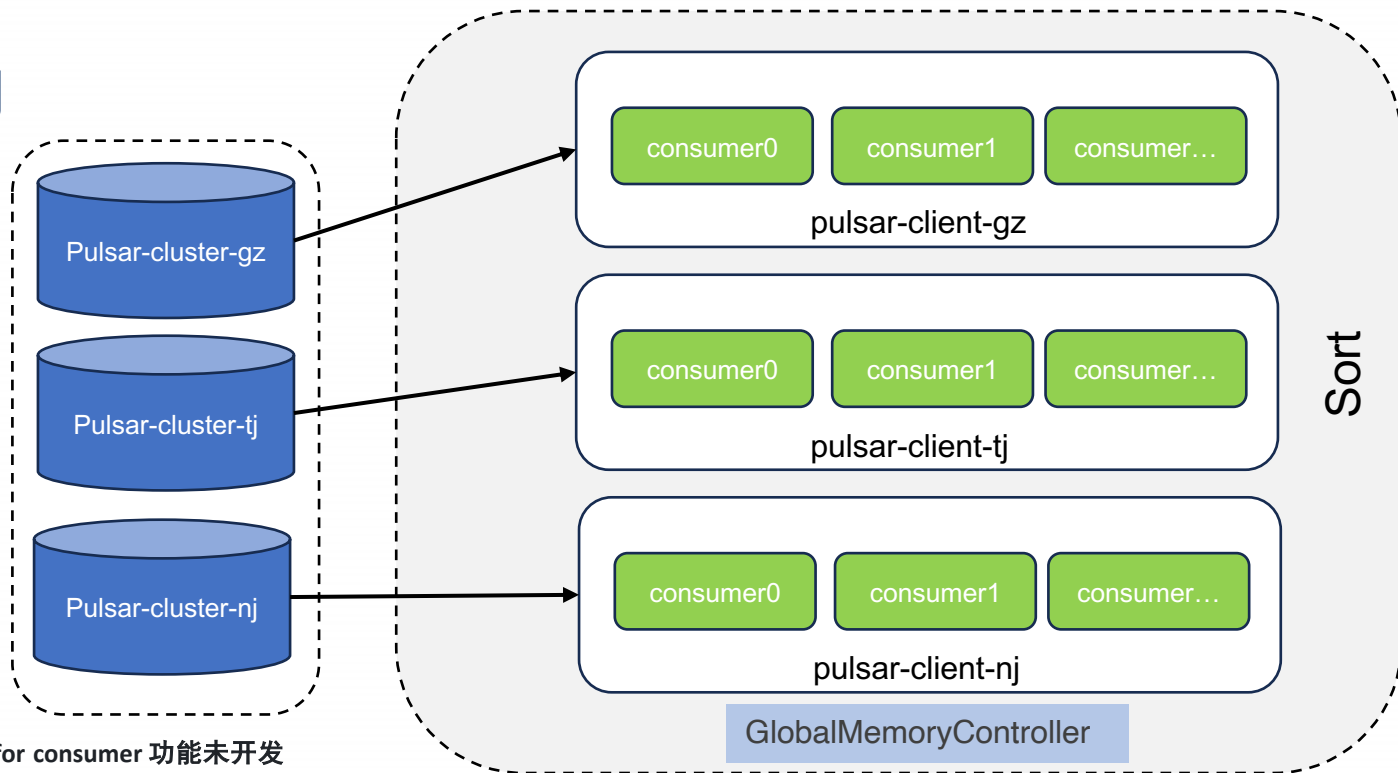 consumer0 consumer1 consumer…
pulsar-client-gz
Pulsar-cluster-gz
consumer0 consumer1 consumer…
pulsar-client-tj
Pulsar-cluster-tj
Sort
consumer0 consumer1 consumer…
pulsar-client-nj
Pulsar-cluster-nj
GlobalMemoryController
for consumer 功能未开发